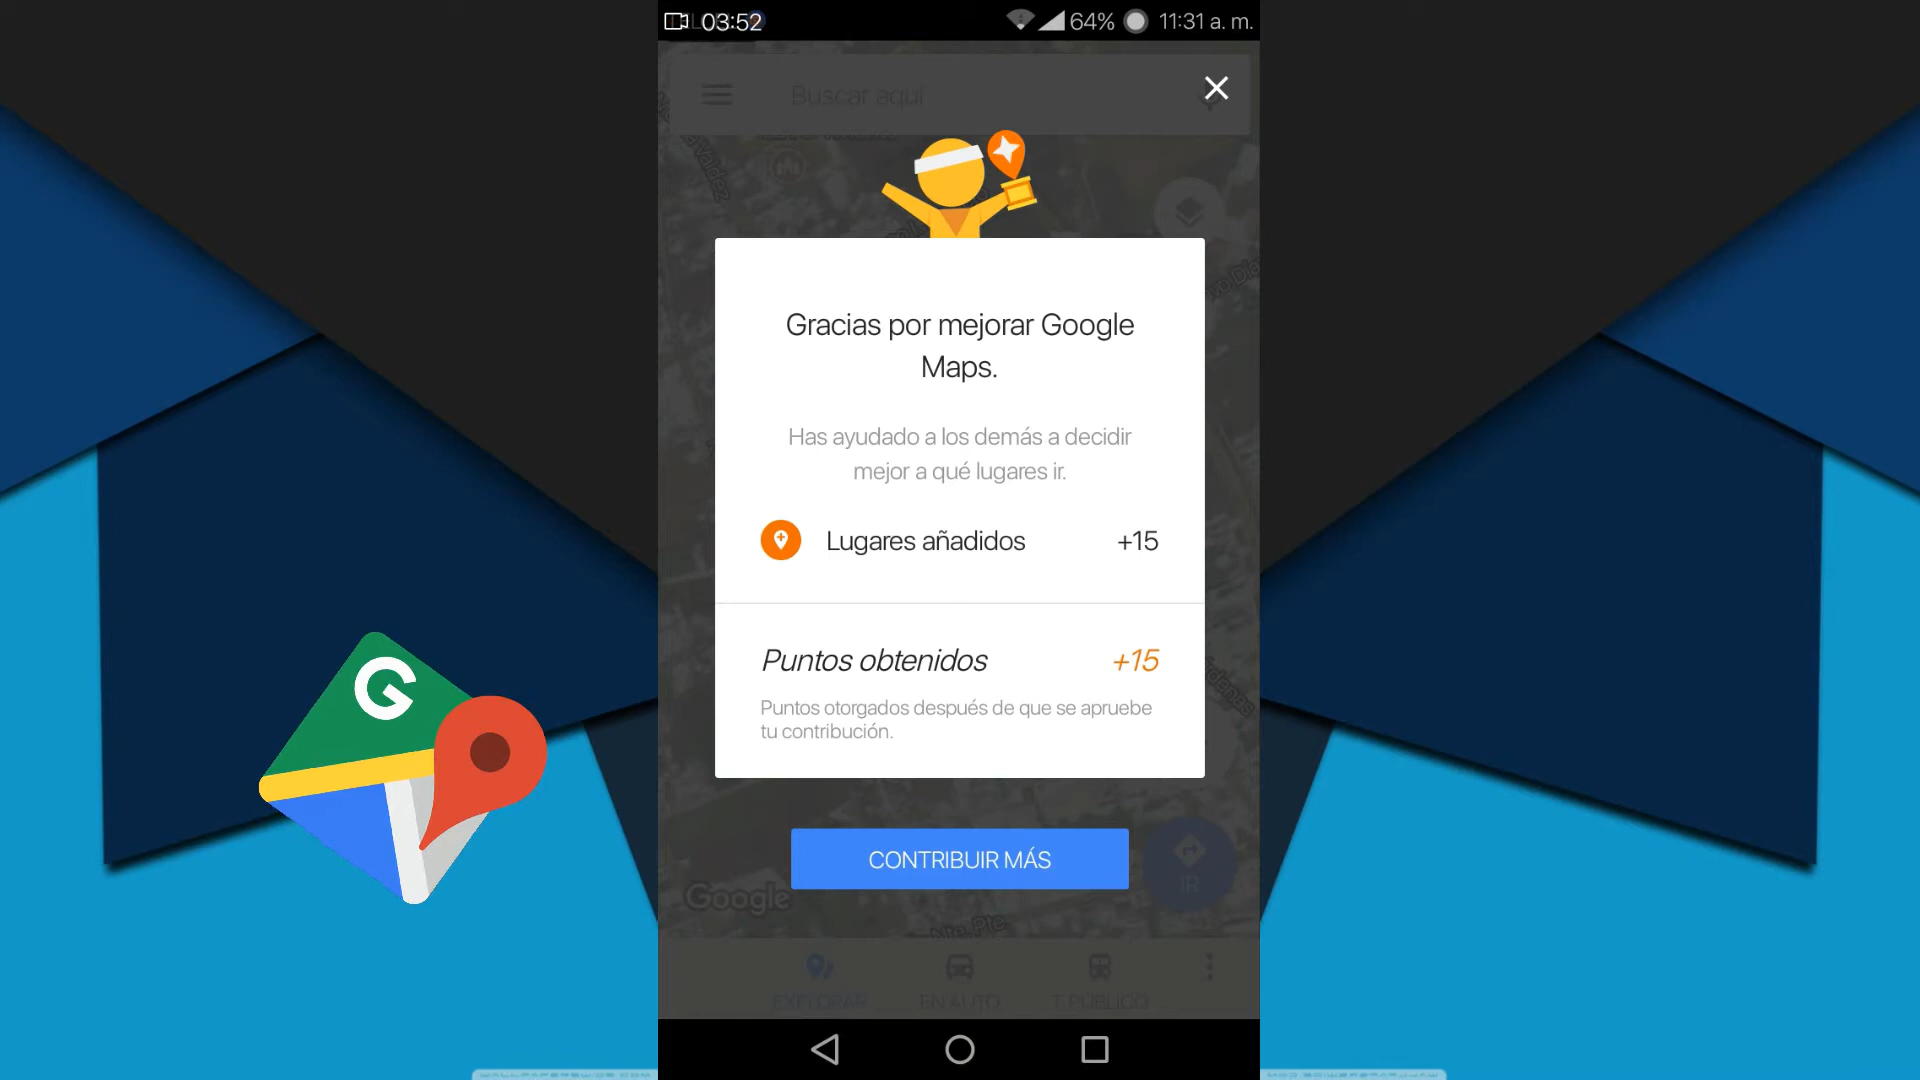 03:52 64% 11:31 a. m.
Buscar aquí
Gracias por mejorar Google
Maps.
Has ayudado a los demás a decidir
mejor a qué lugares ir.
Lugares añadidos +15
Puntos obtenidos +15
Puntos otorgados después de que se apruebe
tu contribución.
CONTRIBUIR MÁS
IR
Google
Nte. Pte.
EXPLORAR EN AUTO T. PÚBLICO
G